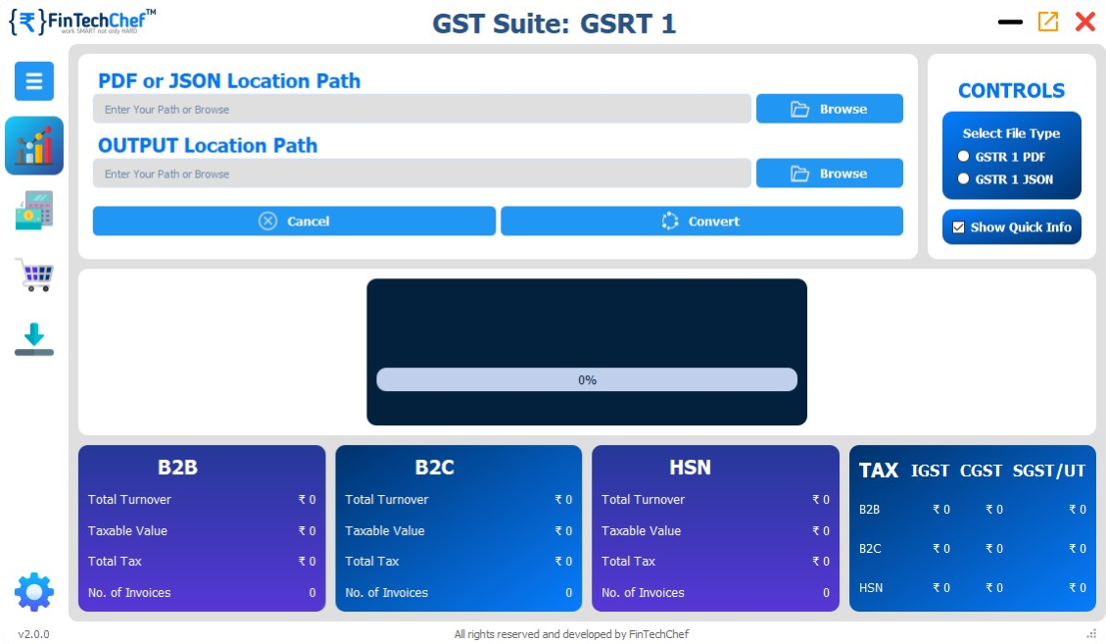 {₹}FinTechChef™
work SMART not only HARD
GST Suite: GSRT 1
PDF or JSON Location Path
Enter Your Path or Browse
Browse
OUTPUT Location Path
Enter Your Path or Browse
Browse
Cancel
Convert
CONTROLS
Select File Type
GSTR 1 PDF
GSTR 1 JSON
Show Quick Info
0%
B2B
Total Turnover ₹ 0
Taxable Value ₹ 0
Total Tax ₹ 0
No. of Invoices 0
B2C
Total Turnover ₹ 0
Taxable Value ₹ 0
Total Tax ₹ 0
No. of Invoices 0
HSN
Total Turnover ₹ 0
Taxable Value ₹ 0
Total Tax ₹ 0
No. of Invoices 0
TAX IGST CGST SGST/UT
B2B ₹ 0 ₹ 0 ₹ 0
B2C ₹ 0 ₹ 0 ₹ 0
HSN ₹ 0 ₹ 0 ₹ 0
v2.0.0
All rights reserved and developed by FinTechChef